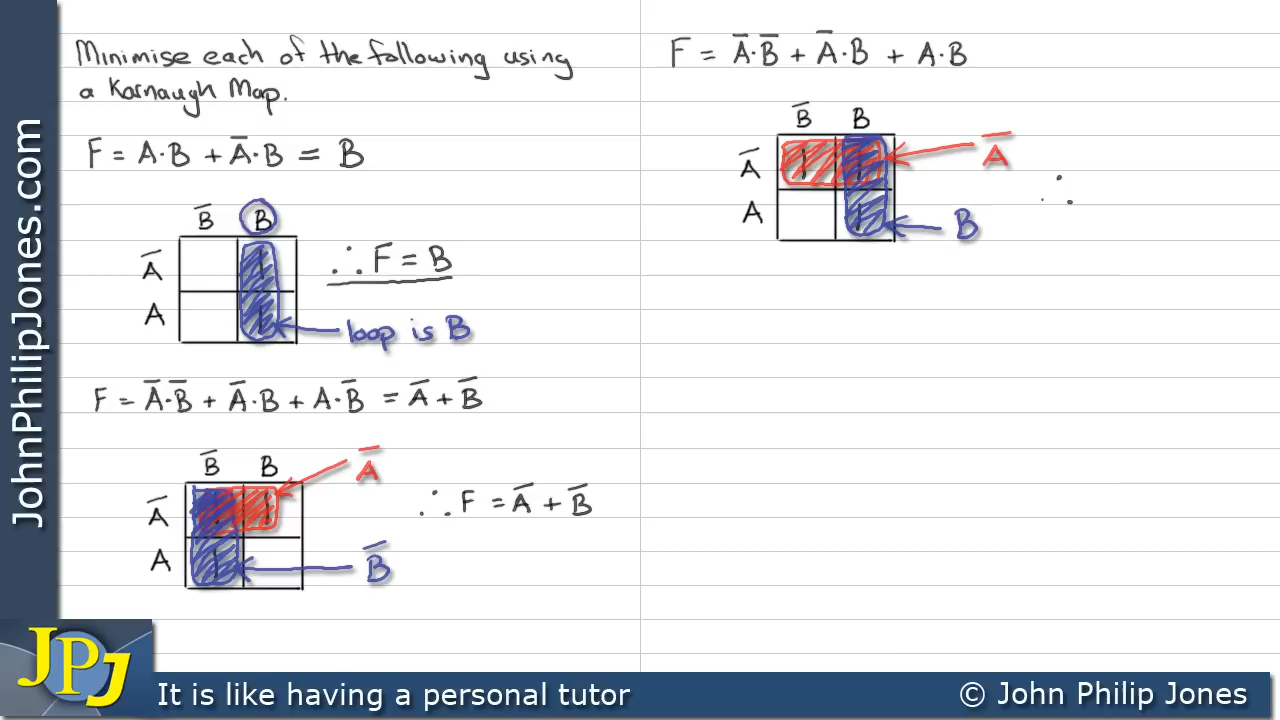 Minimise each of the following using
a Karnaugh Map.
F = A·B + A̅·B = B
B̅ B
A̅ 1
A 1
∴ F = B
loop is B
F = A̅·B̅ + A̅·B + A·B̅ = A̅ + B̅
B̅ B
A̅ 1 1
A 1
A̅
B̅
∴ F = A̅ + B̅
F = A̅·B̅ + A̅·B + A·B
B̅ B
A̅ 1 1
A 1
A̅
B
∴
JohnPhilipJones.com
JPJ
It is like having a personal tutor
© John Philip Jones